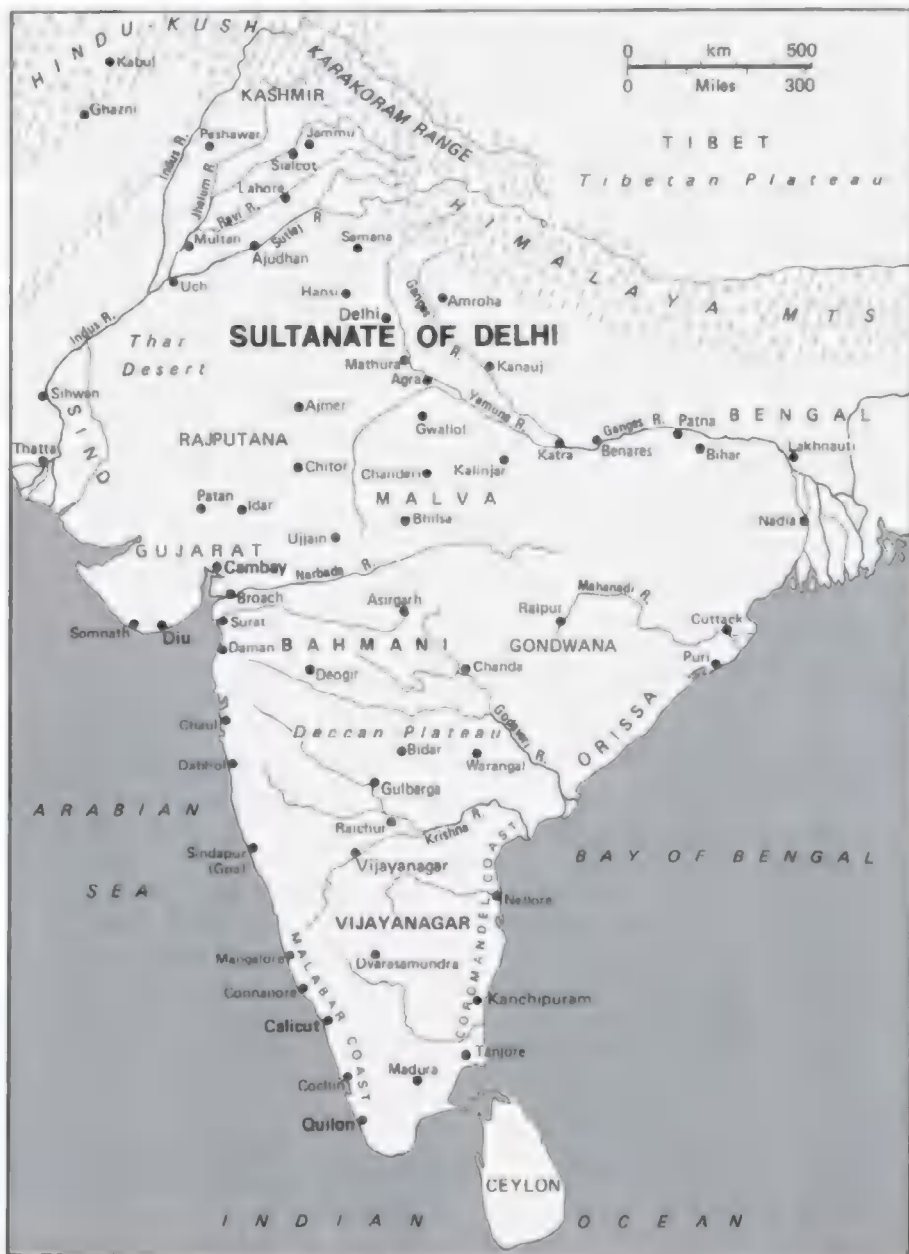 HINDU-KUSH
Kabul
Ghazni
0 km 500
Miles
0 300
KARAKORAM RANGE
KASHMIR
TIBET
Tibetan Plateau
Peshawar
Jammu
Sialcot
Indus R.
Jhelum R.
Lahore
Ravi R.
Sutlej R.
HIMALAYA MTS
Multan
Ajudhan
Samana
Uch
Hansi
Amroha
Ganges R.
Delhi
SULTANATE OF DELHI
Indus R.
Thar
Desert
Mathura
Kanauj
Agra
Sihwan
SIND
Ajmer
Yamuna R.
BENGAL
Gwaliol
Ganges R.
Patna
RAJPUTANA
Katra
Benares
Bihar
Lakhnauti
Thatta
Chitor
Chanderi
Kalinjar
MALVA
Patan
Idar
Bhilsa
Nadia
Ujjain
GUJARAT
Cambay
Narbada R.
Broach
Asirgarh
Mahanadi R.
Raipur
Cuttack
Somnath
Diu
Surat
BAHMANI
GONDWANA
Daman
Deogir
Chanda
Puri
Godaveri R.
ORISSA
Chaul
Deccan Plateau
Bidar
Warangal
Dabhol
Gulbarga
ARABIAN
Raichur
Krishna R.
Sindapur
(Goa)
Vijayanagar
BAY OF BENGAL
SEA
COROMANDEL COAST
Nellore
VIJAYANAGAR
MALABAR COAST
Mangalore
Dvarasamundra
Connanore
Kanchipuram
Calicut
Tanjore
Cochin
Madura
Quilon
CEYLON
INDIAN OCEAN